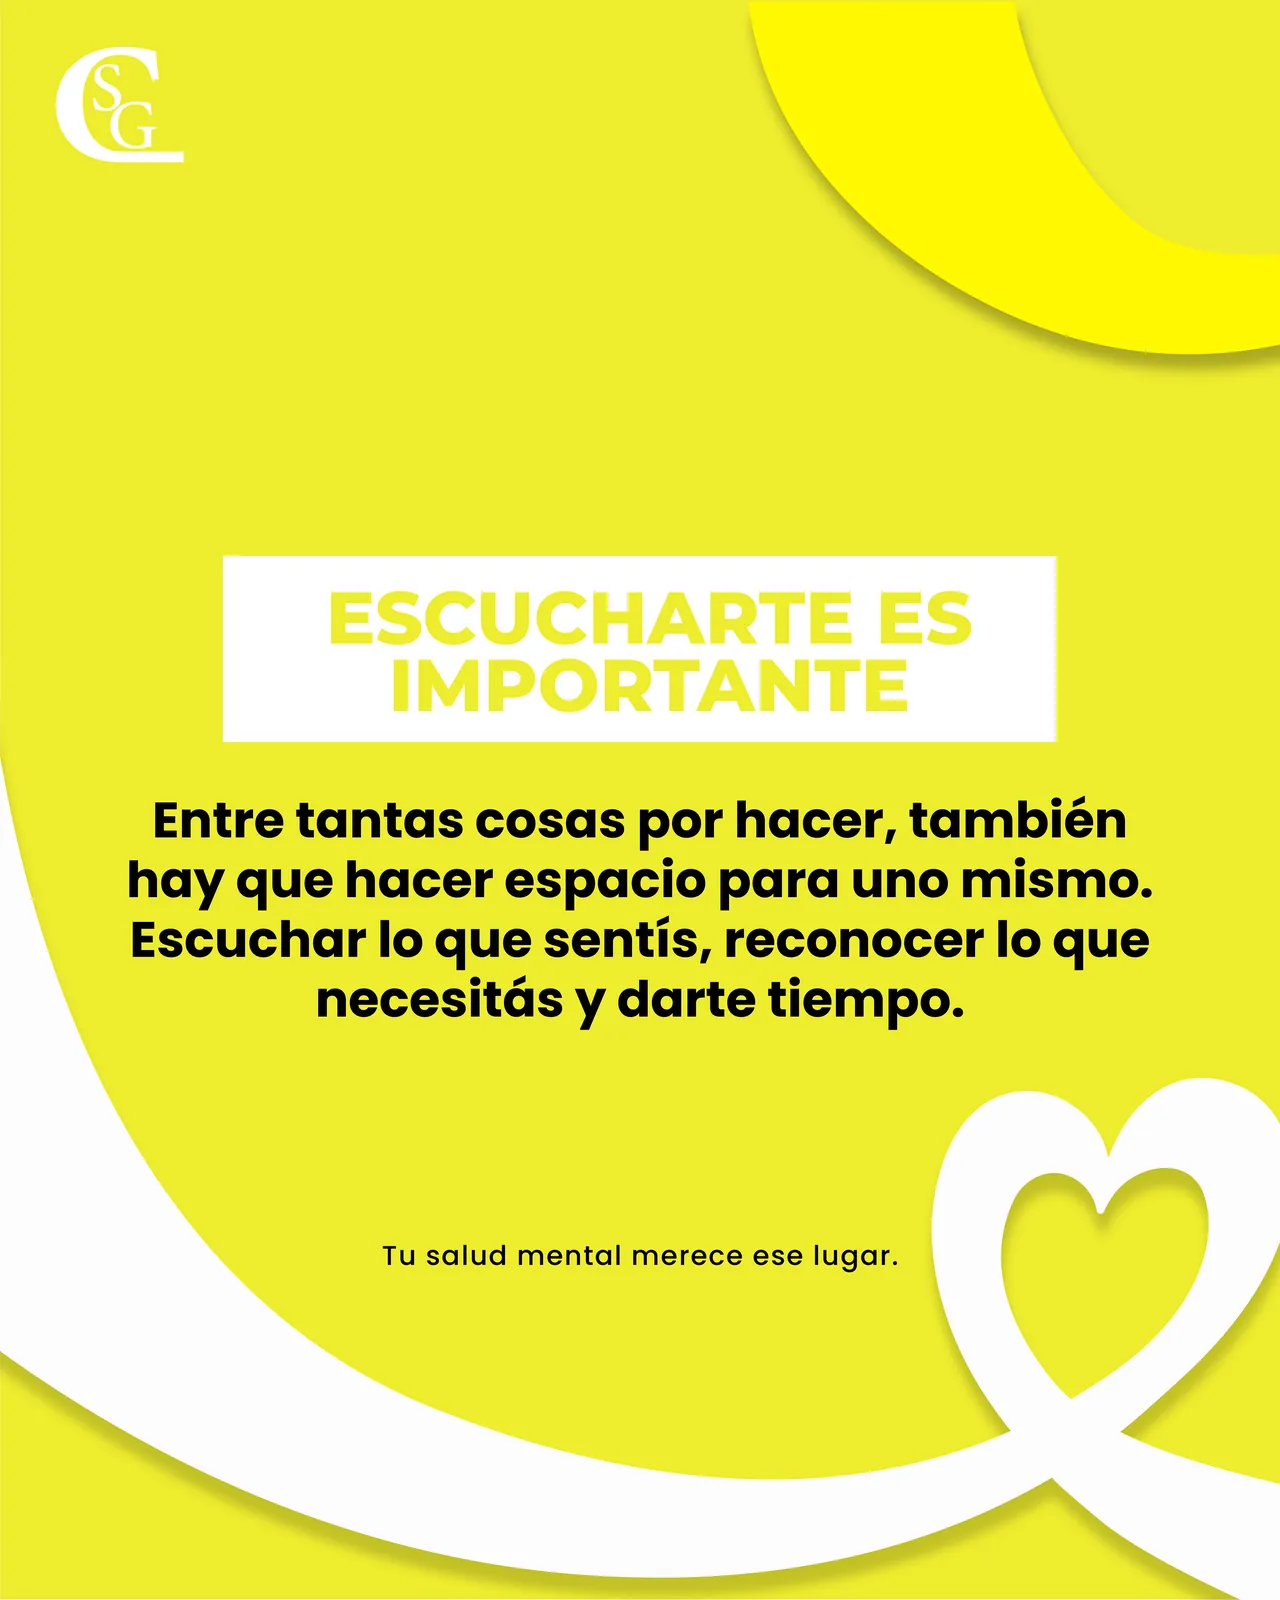 CSG
ESCUCHARTE ES
IMPORTANTE
Entre tantas cosas por hacer, también
hay que hacer espacio para uno mismo.
Escuchar lo que sentís, reconocer lo que
necesitás y darte tiempo.
Tu salud mental merece ese lugar.